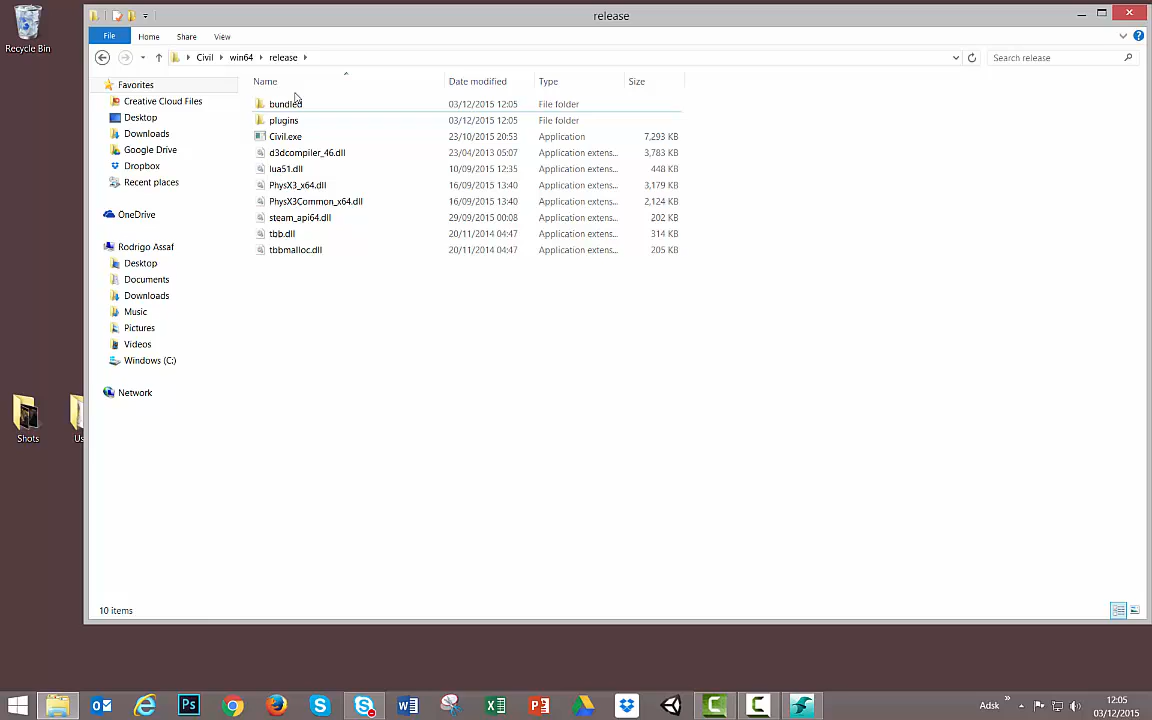 Recycle Bin
release
File Home Share View
Civil win64 release
Search release
Name Date modified Type Size
bundled 03/12/2015 12:05 File folder
plugins 03/12/2015 12:05 File folder
Civil.exe 23/10/2015 20:53 Application 7,293 KB
d3dcompiler_46.dll 23/04/2013 05:07 Application extens... 3,783 KB
lua51.dll 10/09/2015 12:35 Application extens... 448 KB
PhysX3_x64.dll 16/09/2015 13:40 Application extens... 3,179 KB
PhysX3Common_x64.dll 16/09/2015 13:40 Application extens... 2,124 KB
steam_api64.dll 29/09/2015 00:08 Application extens... 202 KB
tbb.dll 20/11/2014 04:47 Application extens... 314 KB
tbbmalloc.dll 20/11/2014 04:47 Application extens... 205 KB
Favorites
Creative Cloud Files
Desktop
Downloads
Google Drive
Dropbox
Recent places
OneDrive
Rodrigo Assaf
Desktop
Documents
Downloads
Music
Pictures
Videos
Windows (C:)
Network
Shots
Us
10 items
Adsk
12:05
03/12/2015